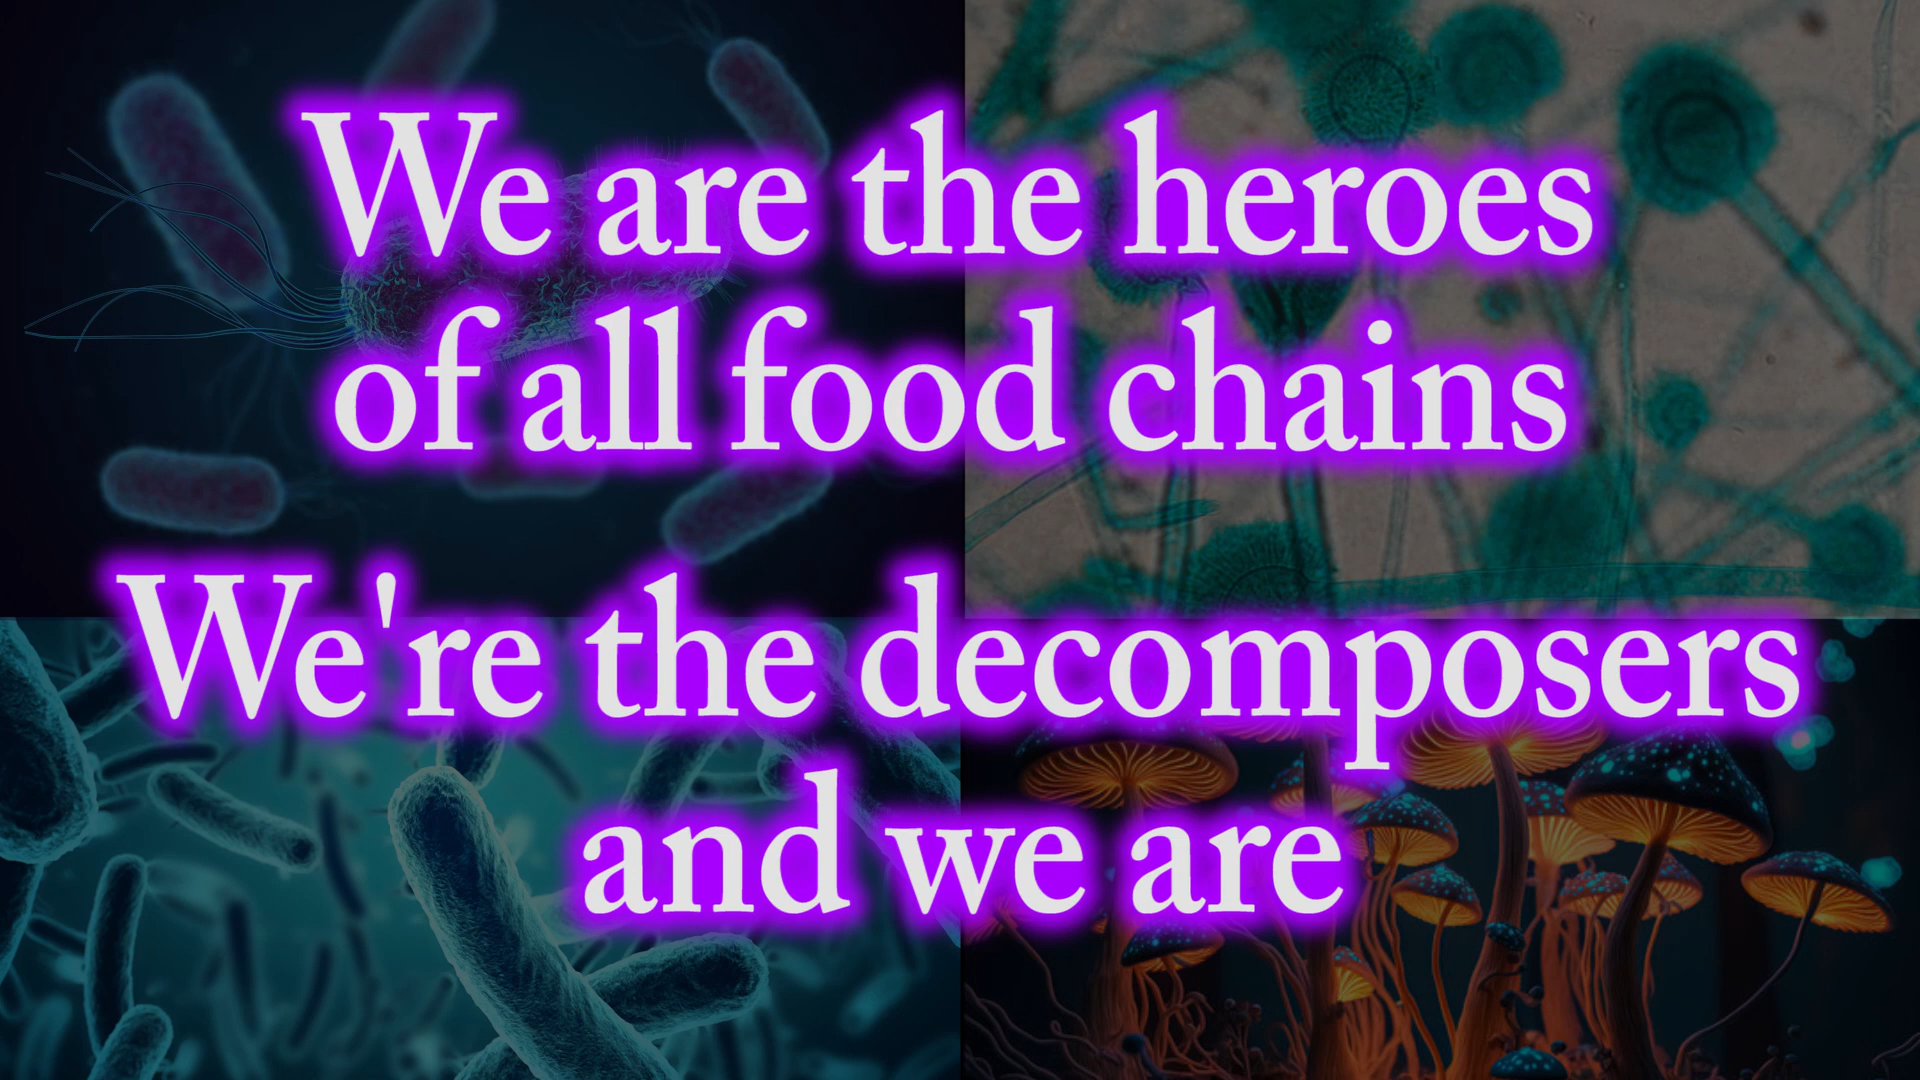 We are the heroes
of all food chains
We're the decomposers
and we are